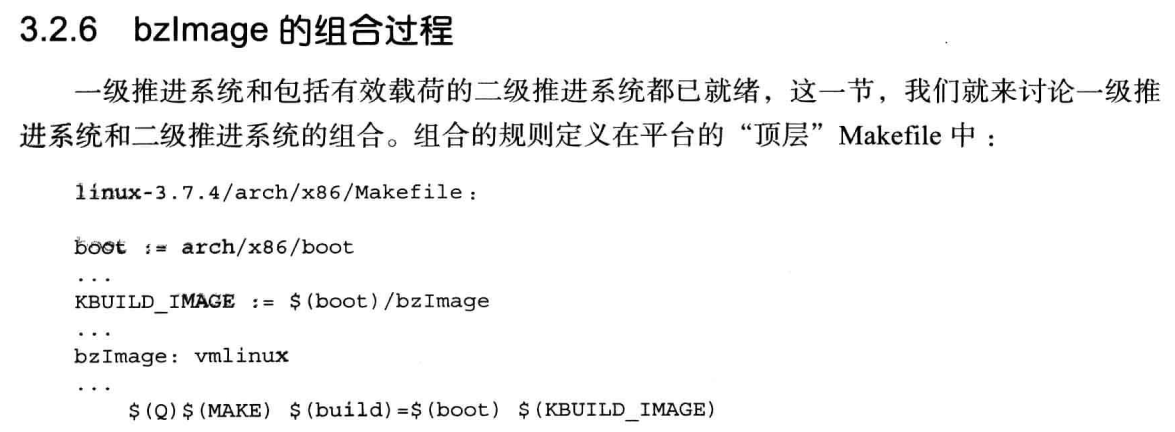 3.2.6 bzImage 的组合过程
一级推进系统和包括有效载荷的二级推进系统都已就绪，这一节，我们就来讨论一级推
进系统和二级推进系统的组合。组合的规则定义在平台的“顶层”Makefile 中：
linux-3.7.4/arch/x86/Makefile：
boot := arch/x86/boot
...
KBUILD_IMAGE := $(boot)/bzImage
...
bzImage: vmlinux
...
$(Q)$(MAKE) $(build)=$(boot) $(KBUILD_IMAGE)